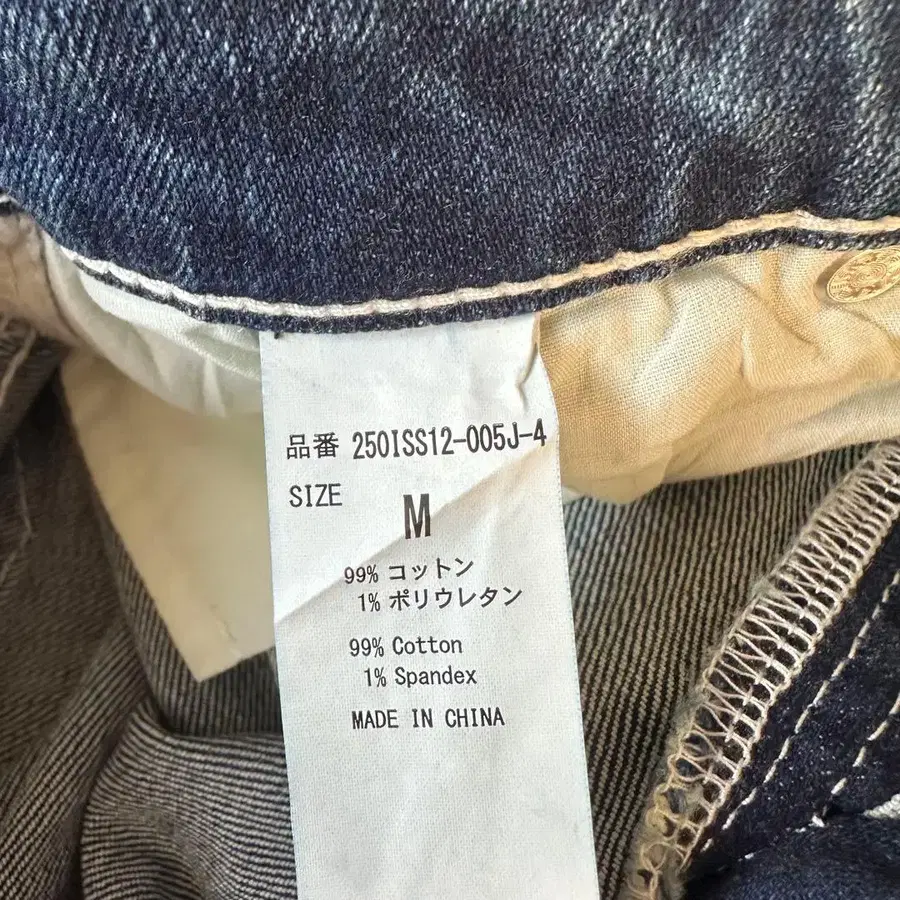 品番 250ISS12-005J-4
SIZE
M
99% コットン
1% ポリウレタン
99% Cotton
1% Spandex
MADE IN CHINA